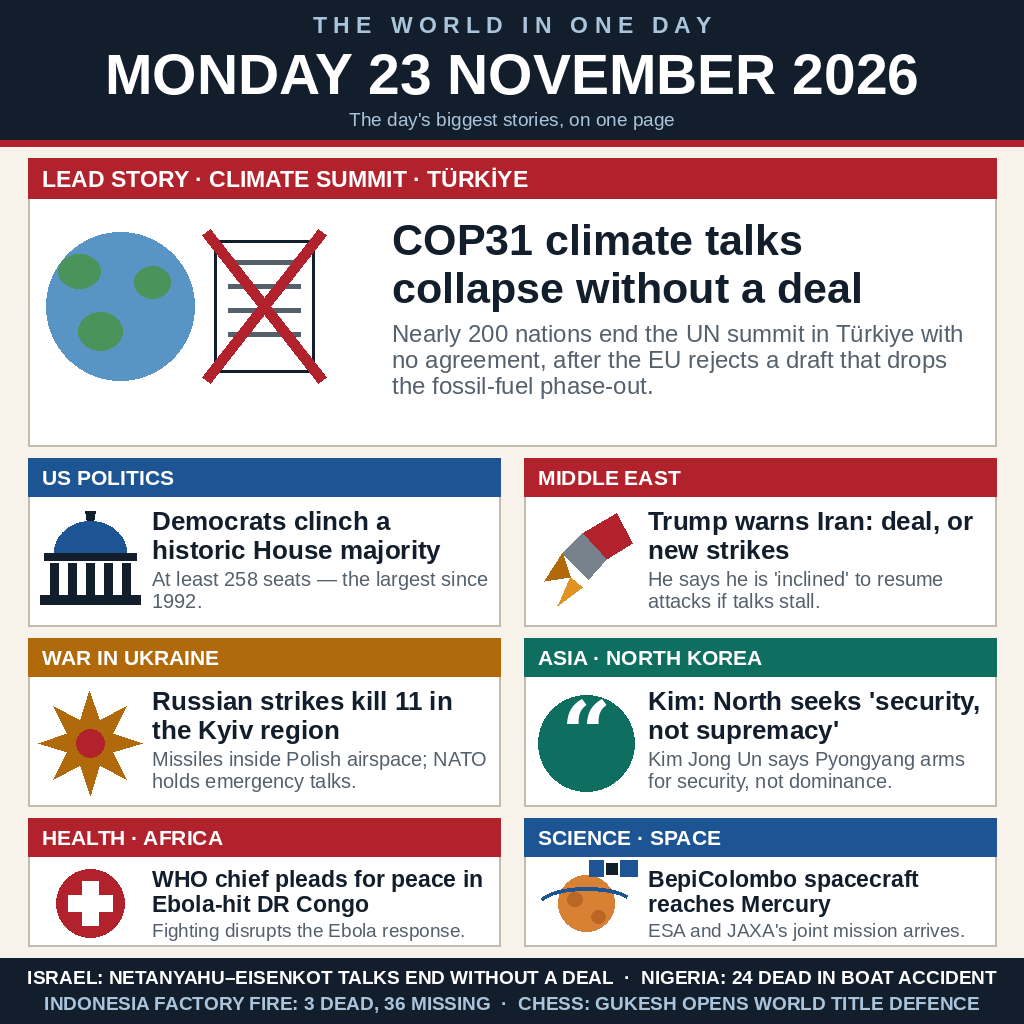 THE WORLD IN ONE DAY
MONDAY 23 NOVEMBER 2026
The day's biggest stories, on one page
LEAD STORY · CLIMATE SUMMIT · TÜRKİYE
COP31 climate talks
collapse without a deal
Nearly 200 nations end the UN summit in Türkiye with
no agreement, after the EU rejects a draft that drops
the fossil-fuel phase-out.
US POLITICS
Democrats clinch a
historic House majority
At least 258 seats — the largest since
1992.
MIDDLE EAST
Trump warns Iran: deal, or
new strikes
He says he is 'inclined' to resume
attacks if talks stall.
WAR IN UKRAINE
Russian strikes kill 11 in
the Kyiv region
Missiles inside Polish airspace; NATO
holds emergency talks.
ASIA · NORTH KOREA
“
Kim: North seeks 'security,
not supremacy'
Kim Jong Un says Pyongyang arms
for security, not dominance.
HEALTH · AFRICA
WHO chief pleads for peace in
Ebola-hit DR Congo
Fighting disrupts the Ebola response.
SCIENCE · SPACE
BepiColombo spacecraft
reaches Mercury
ESA and JAXA's joint mission arrives.
ISRAEL: NETANYAHU–EISENKOT TALKS END WITHOUT A DEAL · NIGERIA: 24 DEAD IN BOAT ACCIDENT
INDONESIA FACTORY FIRE: 3 DEAD, 36 MISSING · CHESS: GUKESH OPENS WORLD TITLE DEFENCE